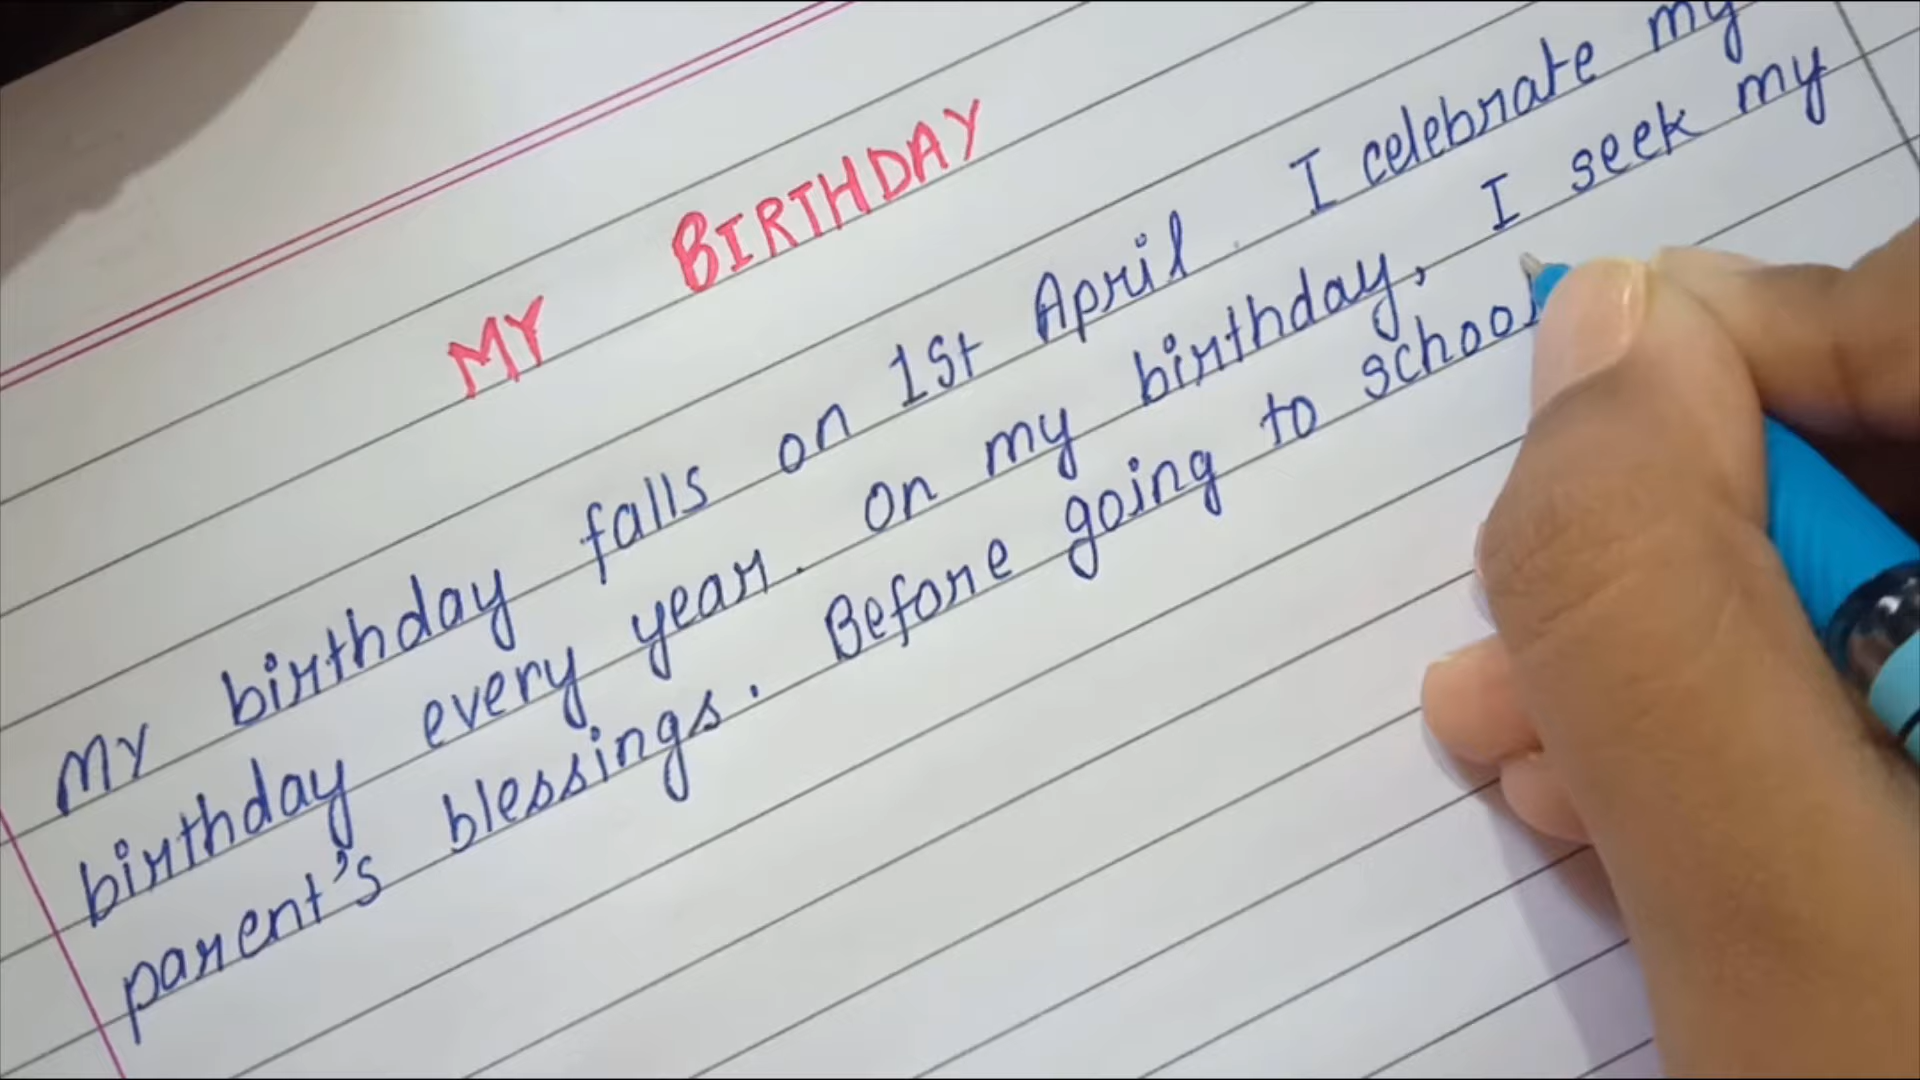 MY BIRTHDAY
My birthday falls on 1st April. I celebrate my
birthday every year. On my birthday, I seek my
parent's blessings. Before going to school